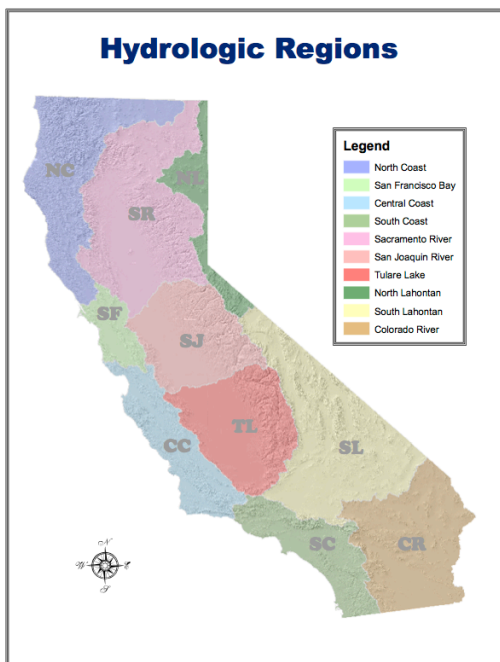 Hydrologic Regions
Legend
North Coast
San Francisco Bay
Central Coast
South Coast
Sacramento River
San Joaquin River
Tulare Lake
North Lahontan
South Lahontan
Colorado River
NC
NL
SR
SF
SJ
CC
TL
SL
SC
CR
N
W E
S